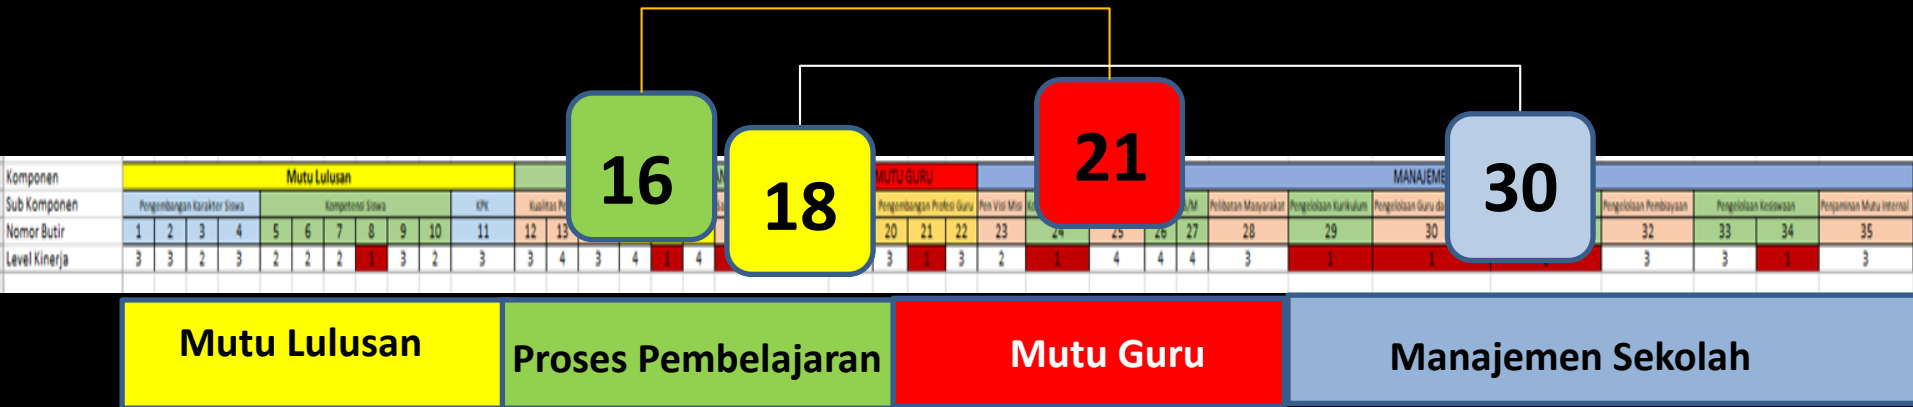 16
18
21
30
Komponen Mutu Lulusan MUTU GURU
Sub Komponen Pengembangan Karakter Siswa Kompetensi Siswa KPK Pengembangan Profesi Guru Pen Visi Misi Pelibatan Masyarakat Pengelolaan Kurikulum Pengelolaan Guru Pengelolaan Pembiayaan Pengelolaan Kesiswaan Penjaminan Mutu Internal
Nomor Butir 1 2 3 4 5 6 7 8 9 10 11 12 13 20 21 22 23 24 25 26 27 28 29 30 32 33 34 35
Level Kinerja 3 3 2 3 2 2 2 1 3 2 3 3 4 3 4 1 4 3 1 3 2 1 4 4 4 3 1 1 3 3 1 3
Mutu Lulusan
Proses Pembelajaran
Mutu Guru
Manajemen Sekolah